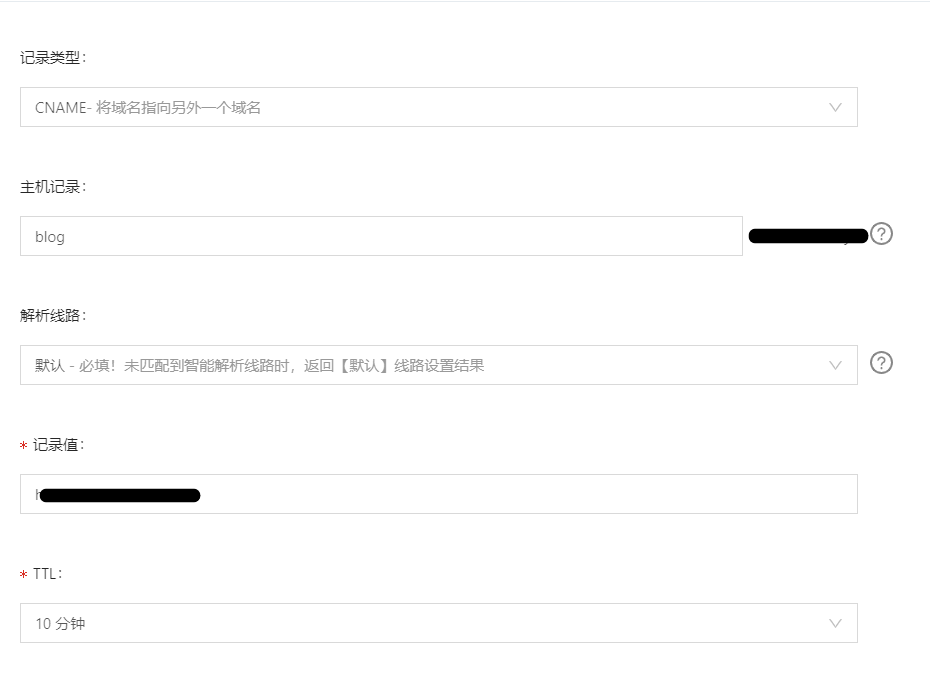 记录类型：
CNAME- 将域名指向另外一个域名
主机记录：
blog
?
解析线路：
默认 - 必填！未匹配到智能解析线路时，返回【默认】线路设置结果
?
* 记录值：
* TTL：
10 分钟